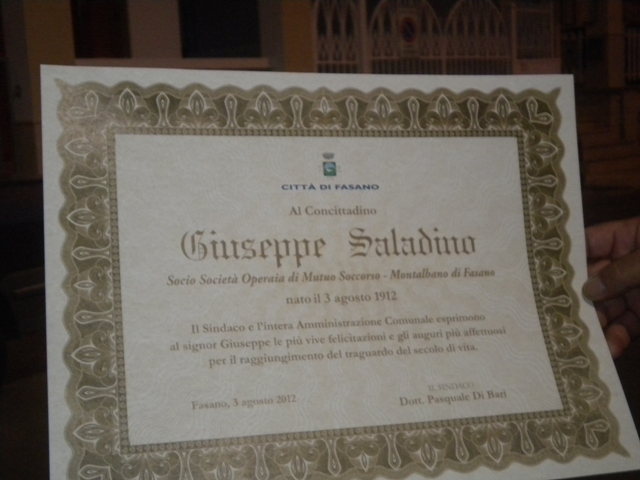 CITTÀ DI FASANO
Al Concittadino
Giuseppe Saladino
Socio Società Operaia di Mutuo Soccorso - Montalbano di Fasano
nato il 3 agosto 1912
Il Sindaco e l'intera Amministrazione Comunale esprimono
al signor Giuseppe le più vive felicitazioni e gli auguri più affettuosi
per il raggiungimento del traguardo del secolo di vita.
Fasano, 3 agosto 2012
IL SINDACO
Dott. Pasquale Di Bari